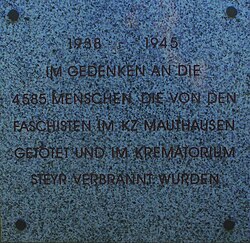 1938 1945
IM GEDENKEN AN DIE
4585 MENSCHEN, DIE VON DEN
FASCHISTEN IM KZ MAUTHAUSEN
GETÖTET UND IM KREMATORIUM
STEYR VERBRANNT WURDEN